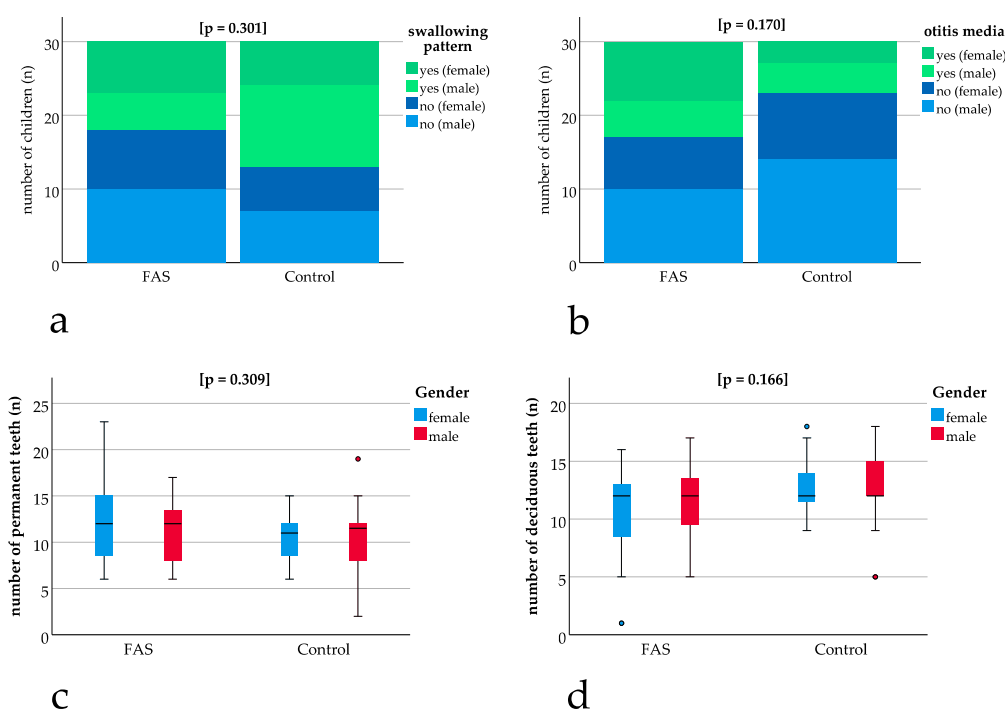 [p = 0.301]
swallowing
pattern
yes (female)
yes (male)
no (female)
no (male)
number of children (n)
30
20
10
0
FAS
Control
a
[p = 0.170]
otitis media
yes (female)
yes (male)
no (female)
no (male)
number of children (n)
30
20
10
0
FAS
Control
b
[p = 0.309]
Gender
female
male
number of permanent teeth (n)
25
20
15
10
5
0
FAS
Control
c
[p = 0.166]
Gender
female
male
number of deciduous teeth (n)
20
15
10
5
0
FAS
Control
d